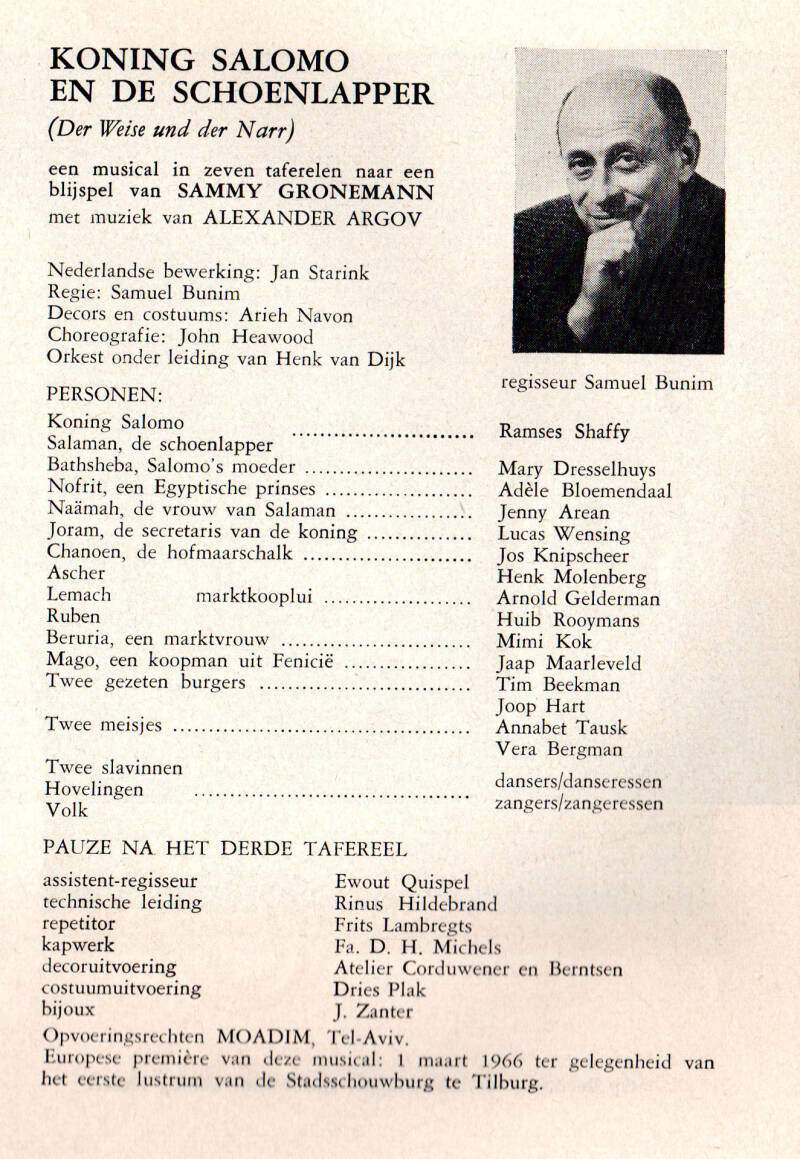 KONING SALOMO
EN DE SCHOENLAPPER
(Der Weise und der Narr)
een musical in zeven taferelen naar een
blijspel van SAMMY GRONEMANN
met muziek van ALEXANDER ARGOV
Nederlandse bewerking: Jan Starink
Regie: Samuel Bunim
Decors en costuums: Arieh Navon
Choreografie: John Heawood
Orkest onder leiding van Henk van Dijk
regisseur Samuel Bunim
PERSONEN:
Koning Salomo
Salaman, de schoenlapper ......................... Ramses Shaffy
Bathsheba, Salomo's moeder ....................... Mary Dresselhuys
Nofrit, een Egyptische prinses .................... Adèle Bloemendaal
Naämah, de vrouw van Salaman ................. Jenny Arean
Joram, de secretaris van de koning .............. Lucas Wensing
Chanoen, de hofmaarschalk ....................... Jos Knipscheer
Ascher Henk Molenberg
Lemach marktkooplui .................... Arnold Gelderman
Ruben Huib Rooymans
Beruria, een marktvrouw .......................... Mimi Kok
Mago, een koopman uit Fenicië ................. Jaap Maarleveld
Twee gezeten burgers ............................. Tim Beekman
Joop Hart
Twee meisjes ......................................... Annabet Tausk
Vera Bergman
Twee slavinnen
Hovelingen ...................................... dansers/danseressen
Volk zangers/zangeressen
PAUZE NA HET DERDE TAFEREEL
assistent-regisseur Ewout Quispel
technische leiding Rinus Hildebrand
repetitor Frits Lambregts
kapwerk Fa. D. H. Michels
decoruitvoering Atelier Corduwener en Berntsen
costuumuitvoering Dries Plak
bijoux J. Zanter
Opvoeringsrechten MOADIM, Tel-Aviv.
Europese première van deze musical: 1 maart 1966 ter gelegenheid van
het eerste lustrum van de Stadsschouwburg te Tilburg.